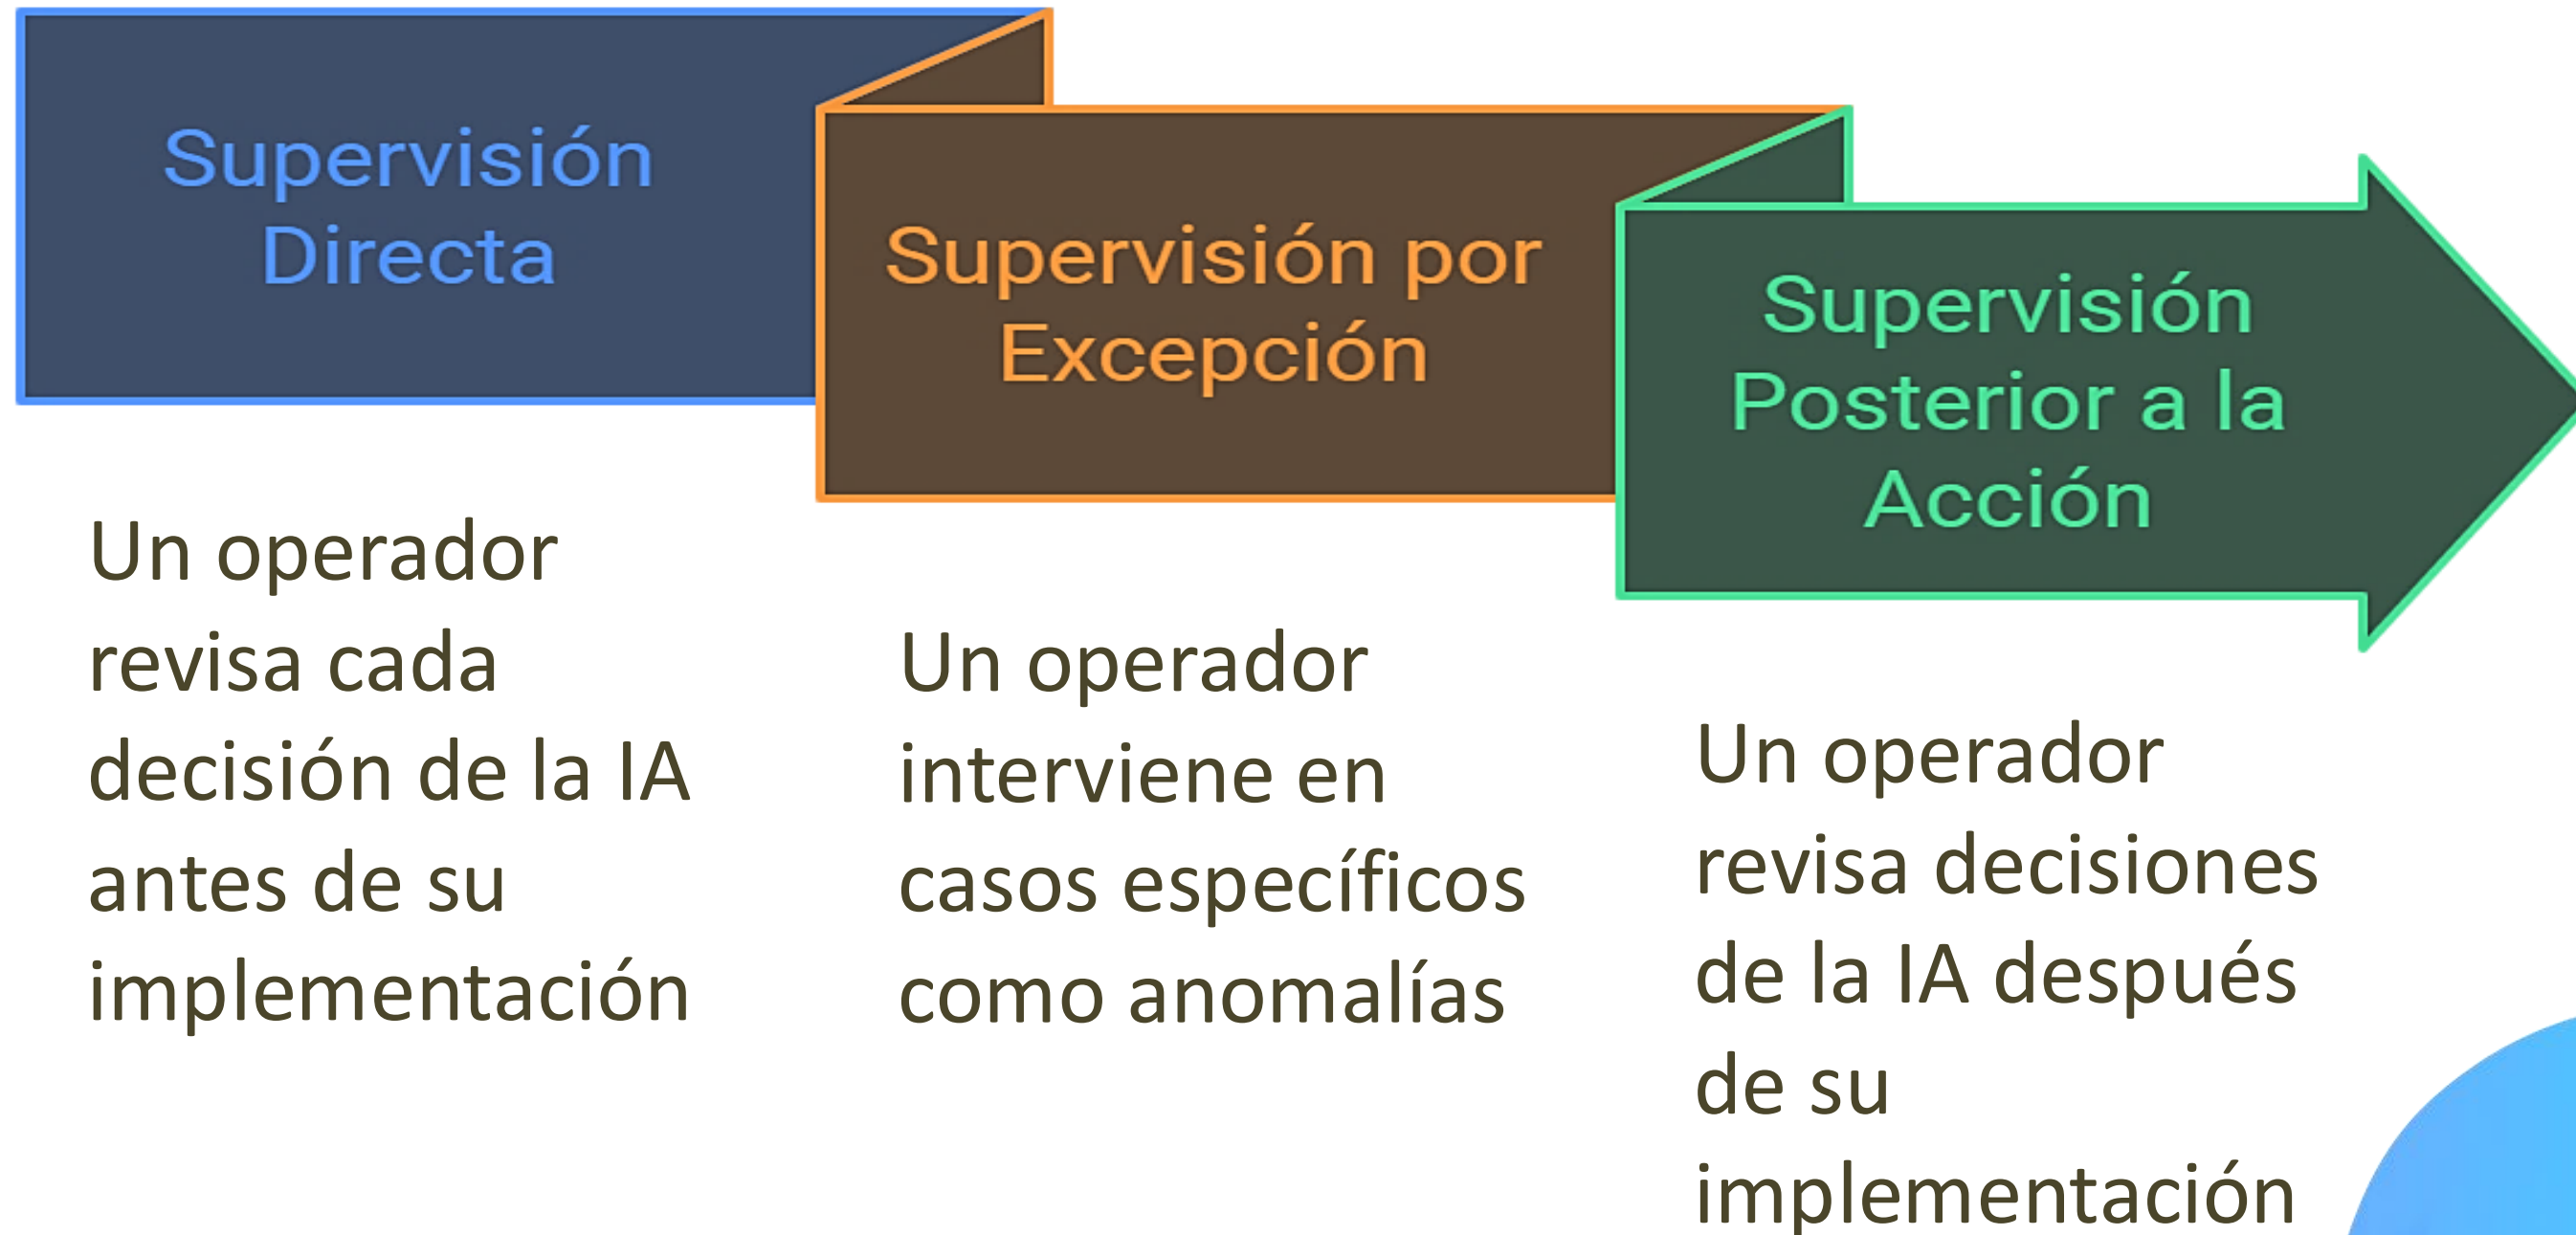 Supervisión
Directa
Un operador
revisa cada
decisión de la IA
antes de su
implementación
Supervisión por
Excepción
Un operador
interviene en
casos específicos
como anomalías
Supervisión
Posterior a la
Acción
Un operador
revisa decisiones
de la IA después
de su
implementación